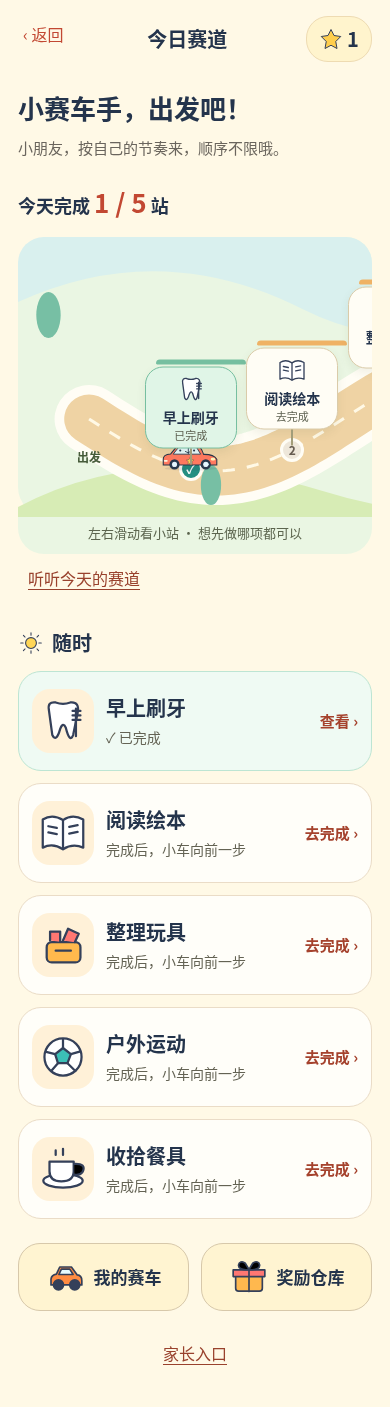 ‹ 返回
今日赛道
1
小赛车手，出发吧！
小朋友，按自己的节奏来，顺序不限哦。
今天完成 1 / 5 站
早上刷牙
已完成
阅读绘本
去完成
2
出发
左右滑动看小站 · 想先做哪项都可以
听听今天的赛道
随时
早上刷牙
✓ 已完成
查看 ›
阅读绘本
完成后，小车向前一步
去完成 ›
整理玩具
完成后，小车向前一步
去完成 ›
户外运动
完成后，小车向前一步
去完成 ›
收拾餐具
完成后，小车向前一步
去完成 ›
我的赛车
奖励仓库
家长入口